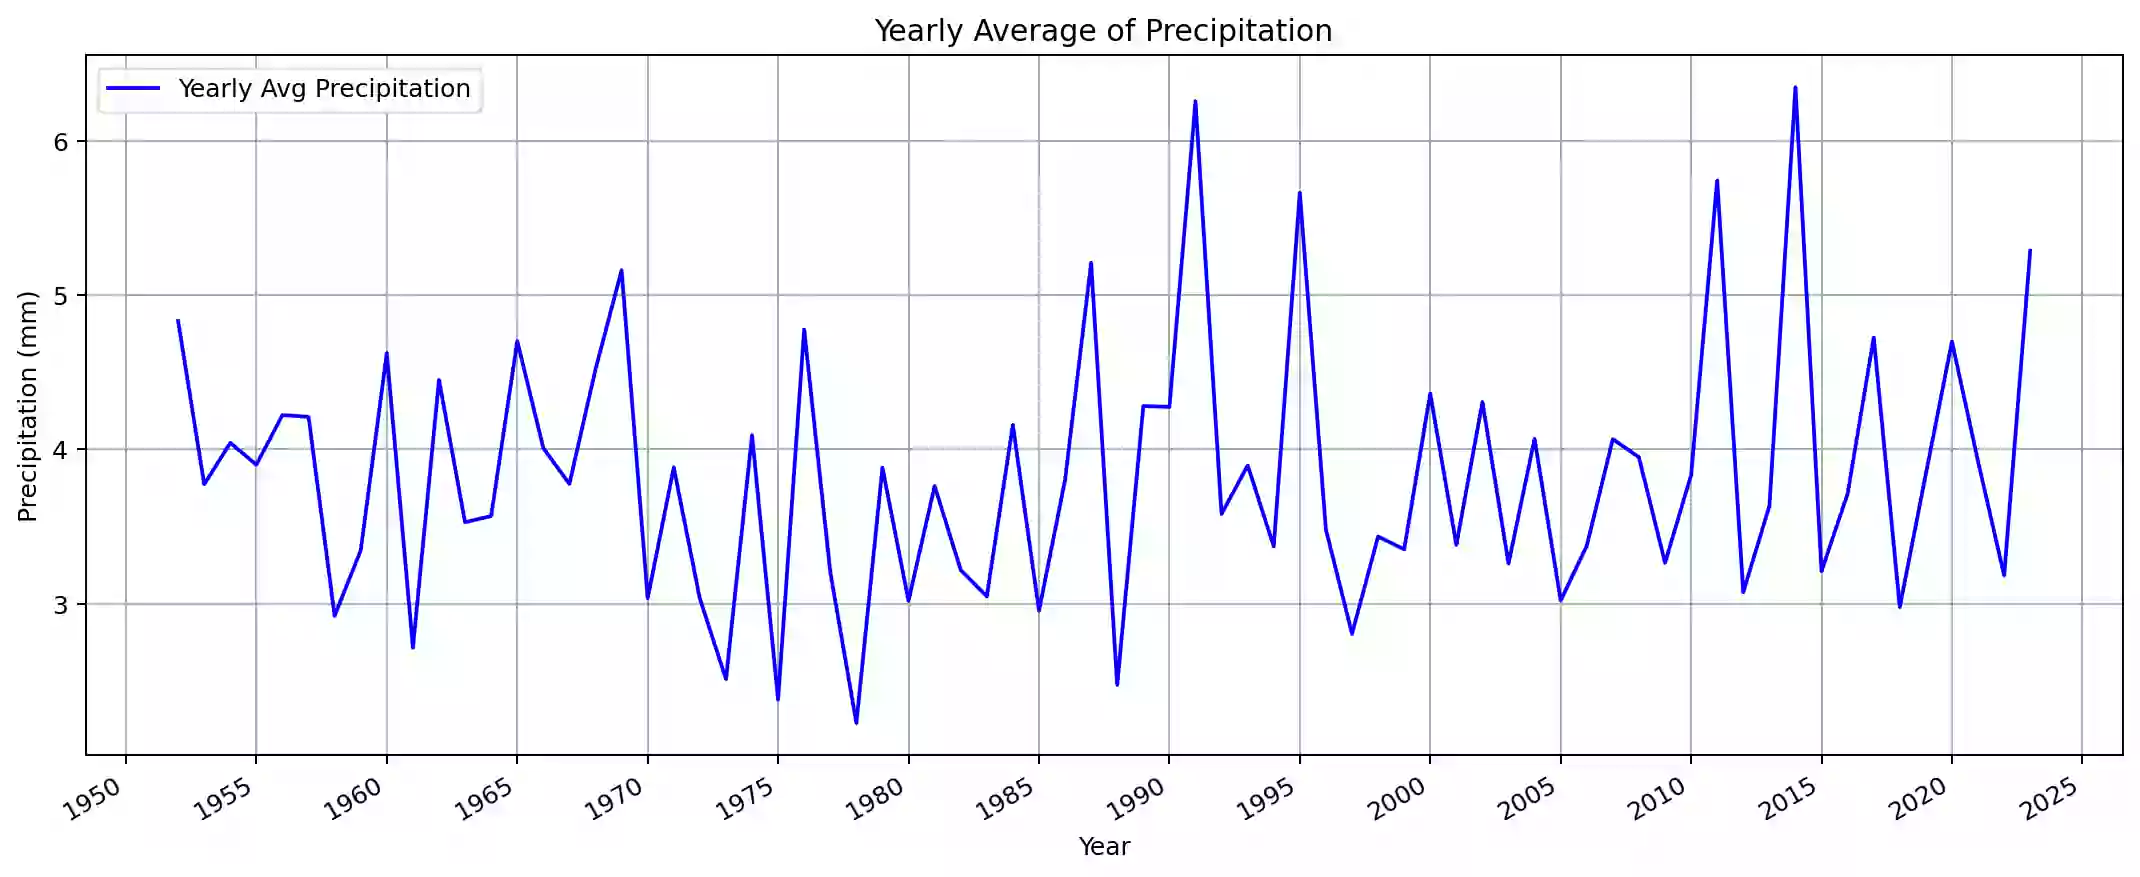 Yearly Average of Precipitation
Yearly Avg Precipitation
Precipitation (mm)
6
5
4
3
1950 1955 1960 1965 1970 1975 1980 1985 1990 1995 2000 2005 2010 2015 2020 2025
Year